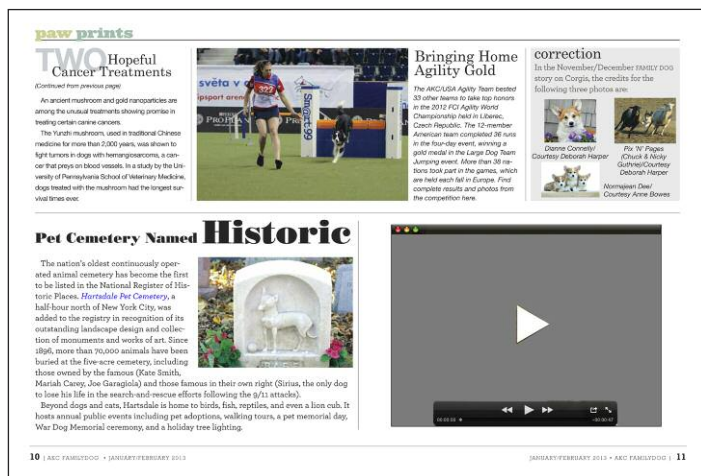 paw prints
TWO Hopeful
Cancer Treatments
(Continued from previous page)
An ancient mushroom and gold nanoparticles are
among the unusual treatments showing promise in
treating certain canine cancers.
The Yunzhi mushroom, used in traditional Chinese
medicine for more than 2,000 years, was shown to
fight tumors in dogs with hemangiosarcoma, a can-
cer that preys on blood vessels. In a study by the Uni-
versity of Pennsylvania School of Veterinary Medicine,
dogs treated with the mushroom had the longest sur-
vival times ever.
světa v
ipsport aren
322
Smart 99
PRO PLAN
Bringing Home
Agility Gold
The AKC/USA Agility Team bested
33 other teams to take top honors
in the 2012 FCI Agility World
Championship held in Liberec,
Czech Republic. The 12-member
American team completed 36 runs
in the four-day event, winning a
gold medal in the Large Dog Team
Jumping event. More than 38 na-
tions took part in the games, which
are held each fall in Europe. Find
complete results and photos from
the competition here.
correction
In the November/December FAMILY DOG
story on Corgis, the credits for the
following three photos are:
Dianne Connelly/
Courtesy Deborah Harper
Pix 'N' Pages
(Chuck & Nicky
Guthrie)/Courtesy
Deborah Harper
Normajean Dee/
Courtesy Anne Bowes
Pet Cemetery Named Historic
The nation's oldest continuously oper-
ated animal cemetery has become the first
to be listed in the National Register of His-
toric Places. Hartsdale Pet Cemetery, a
half-hour north of New York City, was
added to the registry in recognition of its
outstanding landscape design and collec-
tion of monuments and works of art. Since
1896, more than 70,000 animals have been
buried at the five-acre cemetery, including
those owned by the famous (Kate Smith,
Mariah Carey, Joe Garagiola) and those famous in their own right (Sirius, the only dog
to lose his life in the search-and-rescue efforts following the 9/11 attacks).
Beyond dogs and cats, Hartsdale is home to birds, fish, reptiles, and even a lion cub. It
hosts annual public events including pet adoptions, walking tours, a pet memorial day,
War Dog Memorial ceremony, and a holiday tree lighting.
10 | AKC FAMILYDOG • JANUARY/FEBRUARY 2013
JANUARY/FEBRUARY 2013 • AKC FAMILYDOG | 11